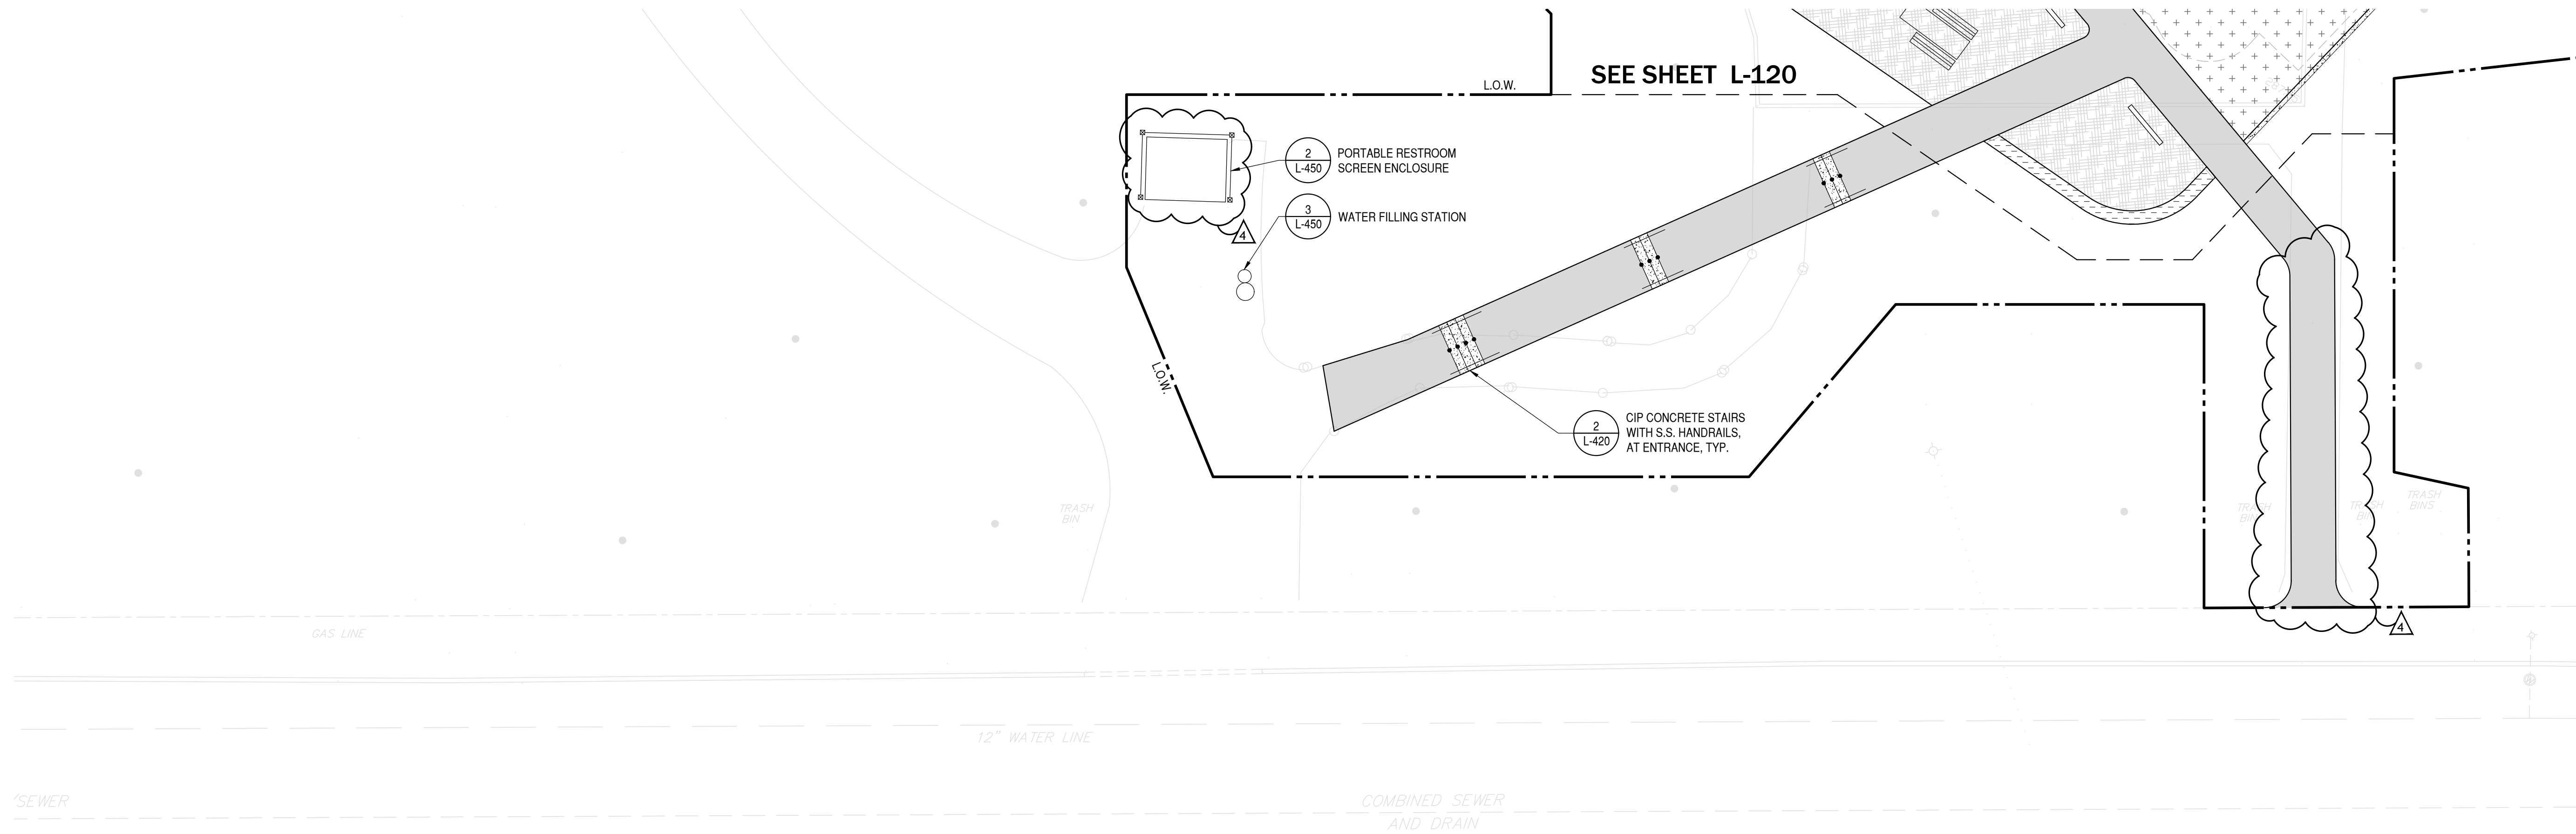 SEE SHEET L-120
L.O.W.
2
L-450
PORTABLE RESTROOM
SCREEN ENCLOSURE
3
L-450
WATER FILLING STATION
4
L.O.W.
2
L-420
CIP CONCRETE STAIRS
WITH S.S. HANDRAILS,
AT ENTRANCE, TYP.
TRASH
BIN
TRASH
BINS
4
GAS LINE
12" WATER LINE
SEWER
COMBINED SEWER
AND DRAIN